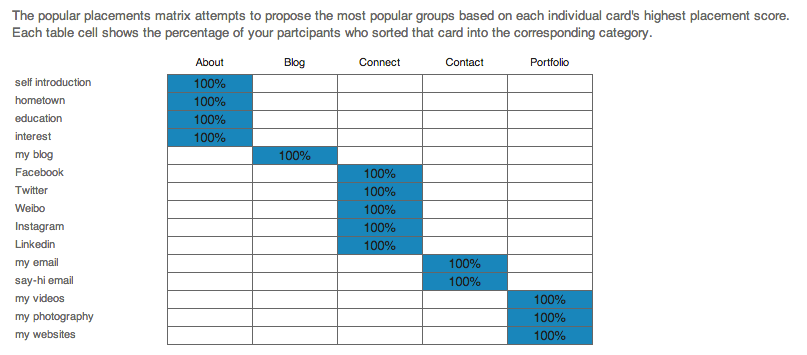 The popular placements matrix attempts to propose the most popular groups based on each individual card's highest placement score.
Each table cell shows the percentage of your partcipants who sorted that card into the corresponding category.
About Blog Connect Contact Portfolio
self introduction 100%
hometown 100%
education 100%
interest 100%
my blog 100%
Facebook 100%
Twitter 100%
Weibo 100%
Instagram 100%
Linkedin 100%
my email 100%
say-hi email 100%
my videos 100%
my photography 100%
my websites 100%